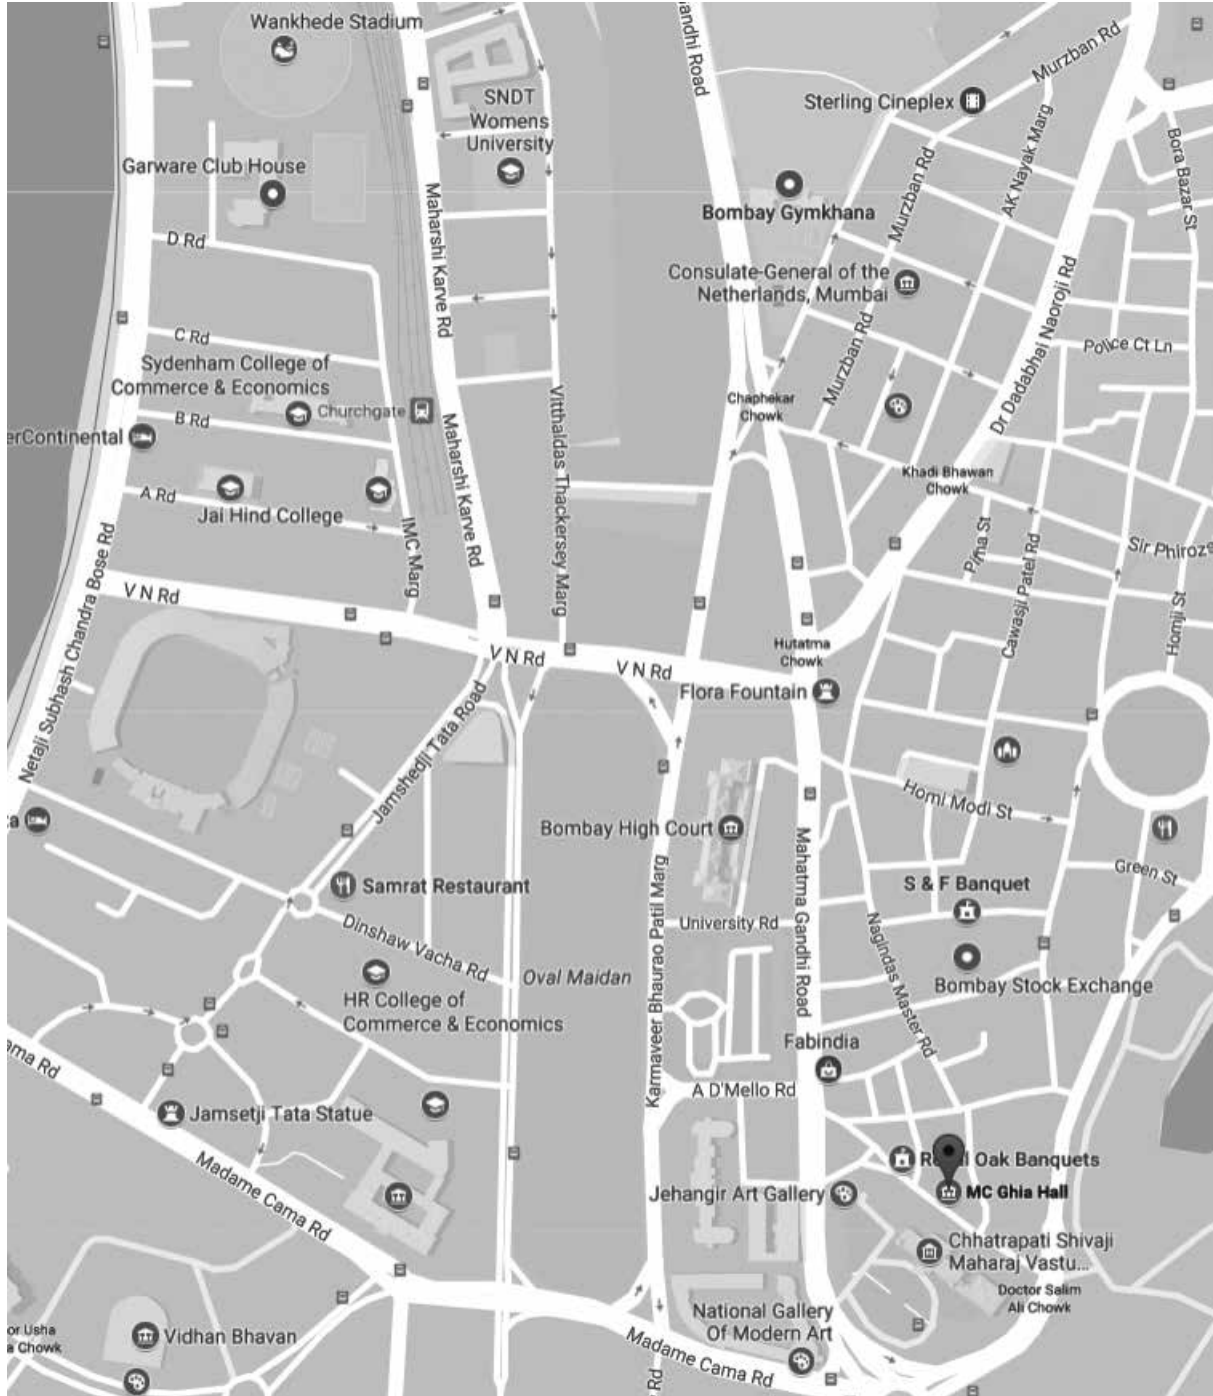 Wankhede Stadium
SNDT
Womens
University
Garware Club House
D Rd
C Rd
Sydenham College of
Commerce & Economics
Churchgate
B Rd
erContinental
A Rd
Jai Hind College
IMC Marg
Maharshi Karve Rd
Maharshi Karve Rd
Vitthaldas Thackersey Marg
andhi Road
Murzban Rd
Sterling Cineplex
AK Nayak Marg
Bora Bazar St
Murzban Rd
Bombay Gymkhana
Consulate-General of the
Netherlands, Mumbai
Murzban Rd
Dr Dadabhai Naoroji Rd
Police Ct Ln
Chaphekar
Chowk
Khadi Bhawan
Chowk
Pitha St
Cawasji Patel Rd
Sir Phiroze
Homji St
V N Rd
V N Rd
V N Rd
Hutatma
Chowk
Flora Fountain
Netaji Subhash Chandra Bose Rd
Jamshedji Tata Road
ta
Homi Modi St
Bombay High Court
Mahatma Gandhi Road
Green St
Samrat Restaurant
S & F Banquet
Karmaveer Bhaurao Patil Marg
University Rd
Nagindas Master Rd
Dinshaw Vacha Rd
Oval Maidan
Bombay Stock Exchange
HR College of
Commerce & Economics
Fabindia
ama Rd
A D'Mello Rd
Jamsetji Tata Statue
Madame Cama Rd
Oak Banquets
Jehangir Art Gallery
MC Ghia Hall
Chhatrapati Shivaji
Maharaj Vastu...
Doctor Salim
Ali Chowk
National Gallery
Of Modern Art
or Usha
a Chowk
Vidhan Bhavan
Madame Cama Rd
Rd